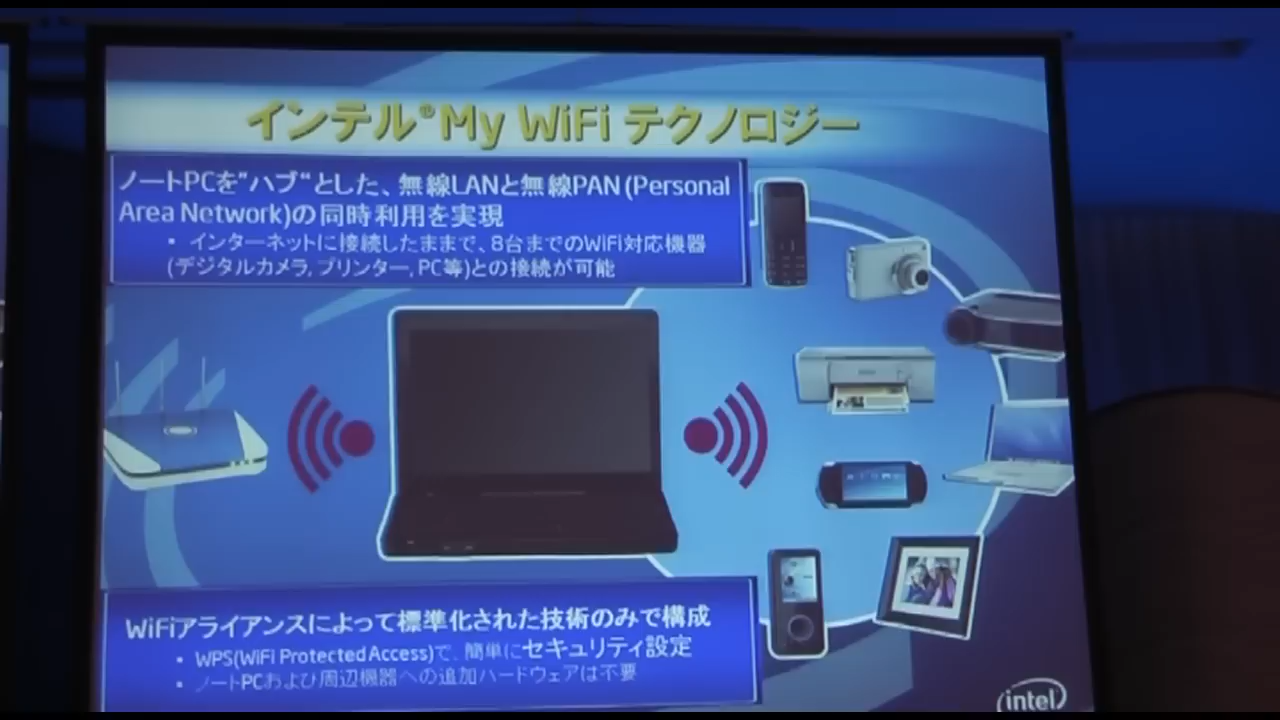 インテル®My WiFi テクノロジー
ノートPCを"ハブ"とした、無線LANと無線PAN(Personal
Area Network)の同時利用を実現
• インターネットに接続したままで、8台までのWiFi対応機器
(デジタルカメラ,プリンター,PC等)との接続が可能
WiFiアライアンスによって標準化された技術のみで構成
• WPS(WiFi Protected Access)で、簡単にセキュリティ設定
• ノートPCおよび周辺機器への追加ハードウェアは不要
intel